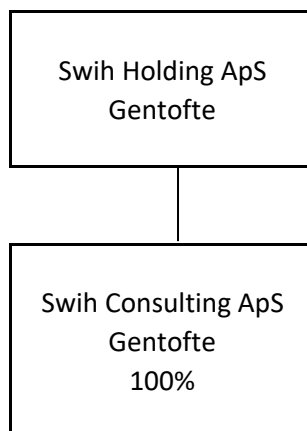 Swih Holding ApS
Gentofte
Swih Consulting ApS
Gentofte
100%